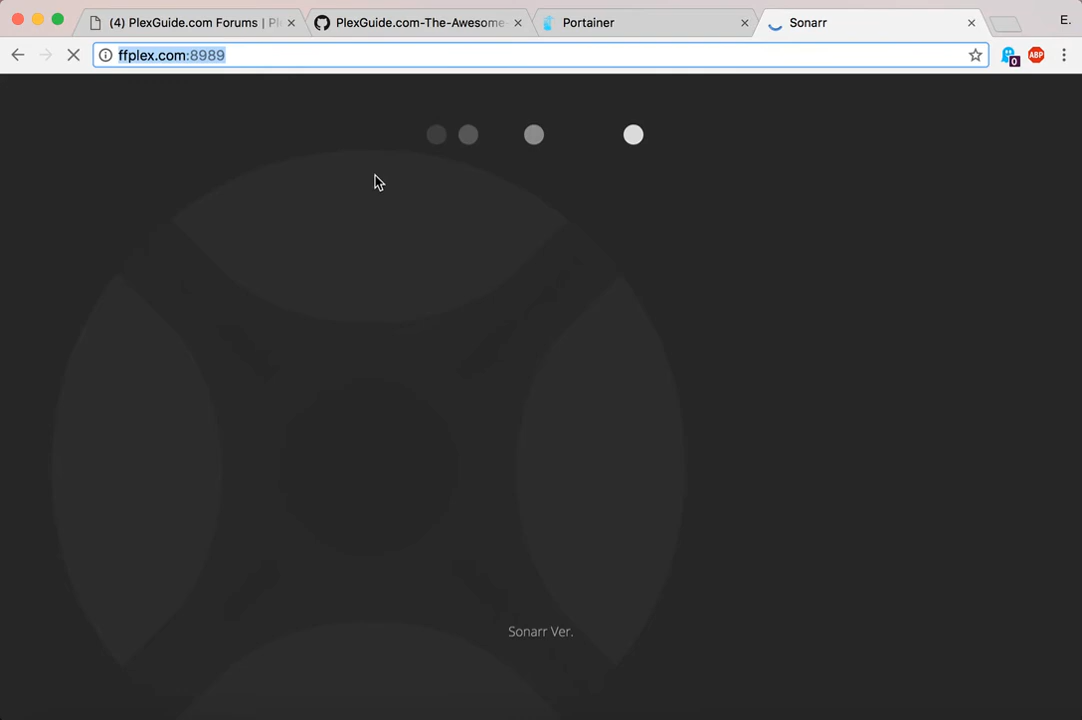 (4) PlexGuide.com Forums | Pl
PlexGuide.com-The-Awesome-
Portainer
Sonarr
E.
ffplex.com:8989
0
ABP
Sonarr Ver.